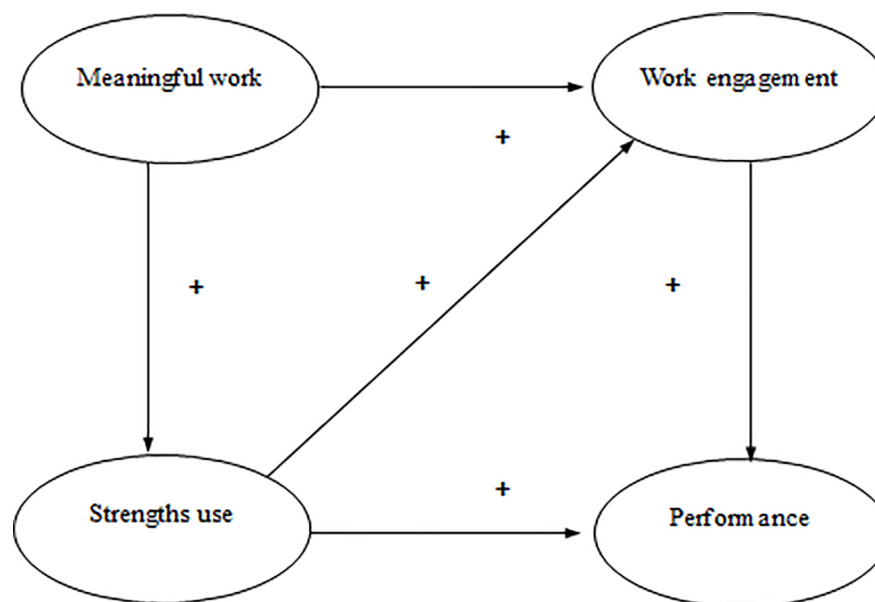 Meaningful work
Work engagement
+
+
+
+
+
Strengths use
Performance